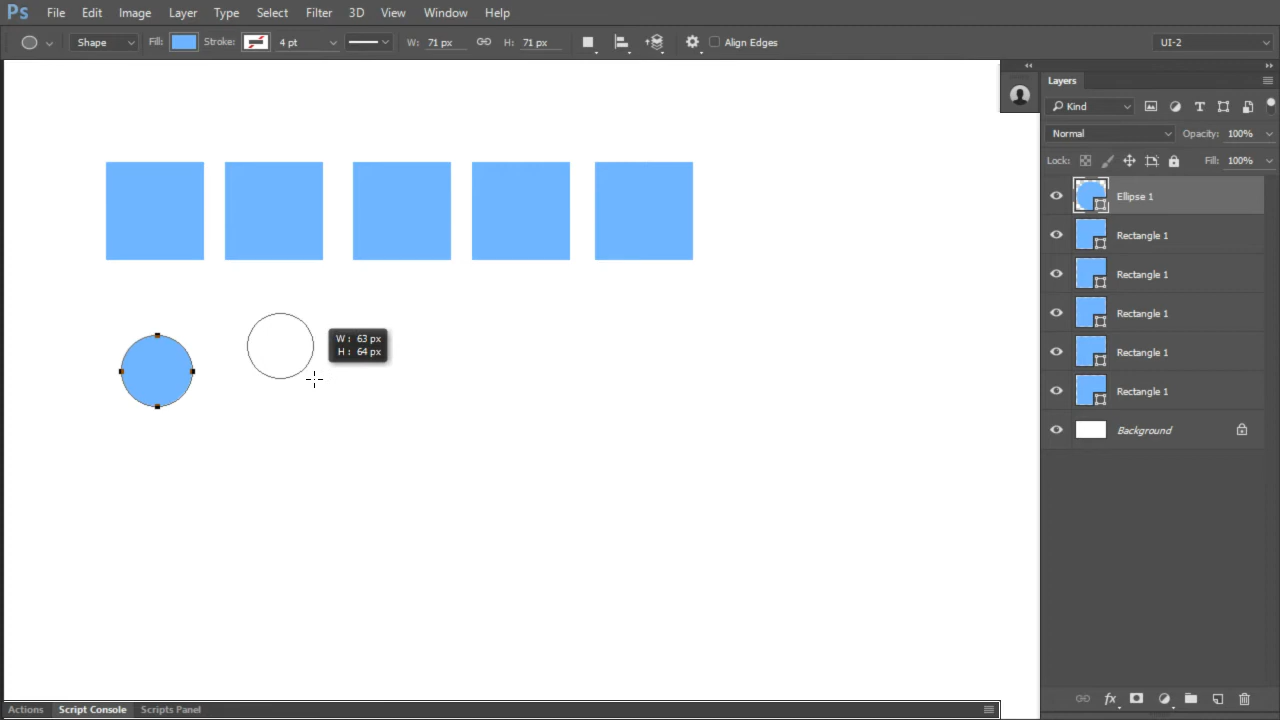 Ps File Edit Image Layer Type Select Filter 3D View Window Help
Shape Fill: Stroke: 4 pt W: 71 px H: 71 px Align Edges UI-2
Layers
Kind
Normal Opacity: 100%
Lock: Fill: 100%
Ellipse 1
Rectangle 1
Rectangle 1
Rectangle 1
Rectangle 1
Rectangle 1
Background
W : 63 px
H : 64 px
fx
Actions Script Console Scripts Panel